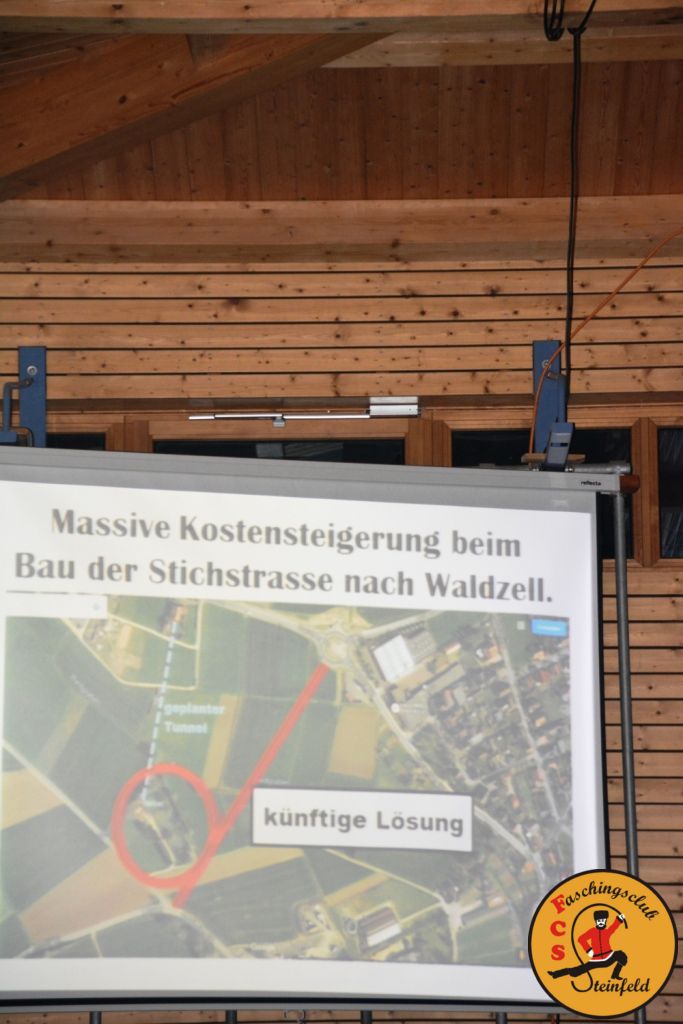 reflecta
Massive Kostensteigerung beim
Bau der Stichstrasse nach Waldzell.
geplanter
Tunnel
künftige Lösung
Faschingsclub
FCS
Steinfeld